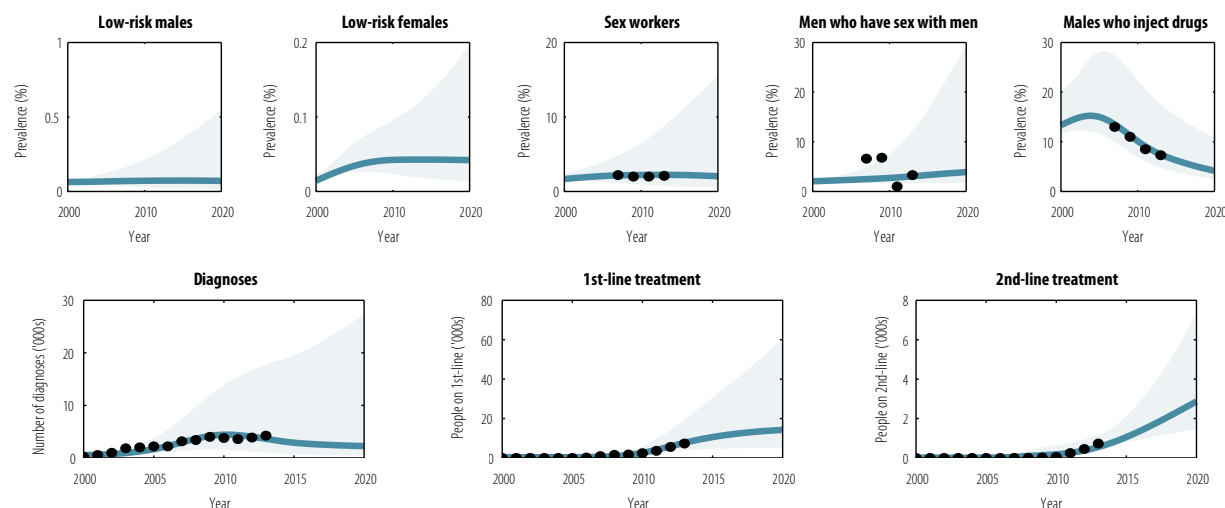 Low-risk males
Low-risk females
Sex workers
Men who have sex with men
Males who inject drugs
Prevalence (%)
1
0.5
0
2000
2010
2020
Year
Prevalence (%)
0.2
0.1
0
2000
2010
2020
Year
Prevalence (%)
20
10
0
2000
2010
2020
Year
Prevalence (%)
30
20
10
0
2000
2010
2020
Year
Prevalence (%)
30
20
10
0
2000
2010
2020
Year
Diagnoses
Number of diagnoses ('000s)
30
20
10
0
2000
2005
2010
2015
2020
Year
1st-line treatment
People on 1st-line ('000s)
80
60
40
20
0
2000
2005
2010
2015
2020
Year
2nd-line treatment
People on 2nd-line ('000s)
8
6
4
2
0
2000
2005
2010
2015
2020
Year